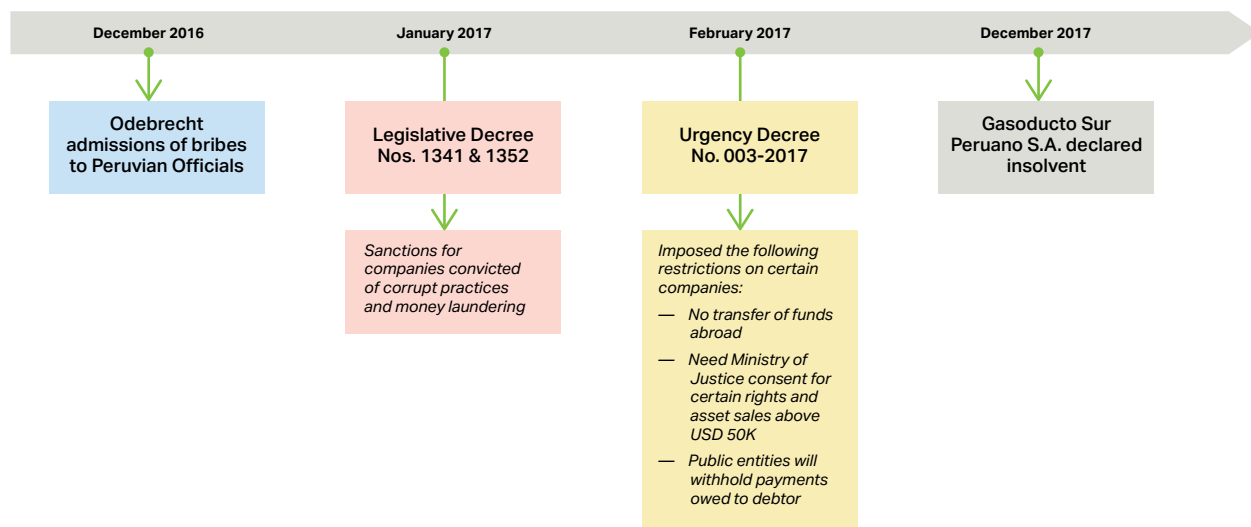 December 2016
January 2017
February 2017
December 2017
Odebrecht
admissions of bribes
to Peruvian Officials
Legislative Decree
Nos. 1341 & 1352
Urgency Decree
No. 003-2017
Gasoducto Sur
Peruano S.A. declared
insolvent
Sanctions for
companies convicted
of corrupt practices
and money laundering
Imposed the following
restrictions on certain
companies:
— No transfer of funds
abroad
— Need Ministry of
Justice consent for
certain rights and
asset sales above
USD 50K
— Public entities will
withhold payments
owed to debtor